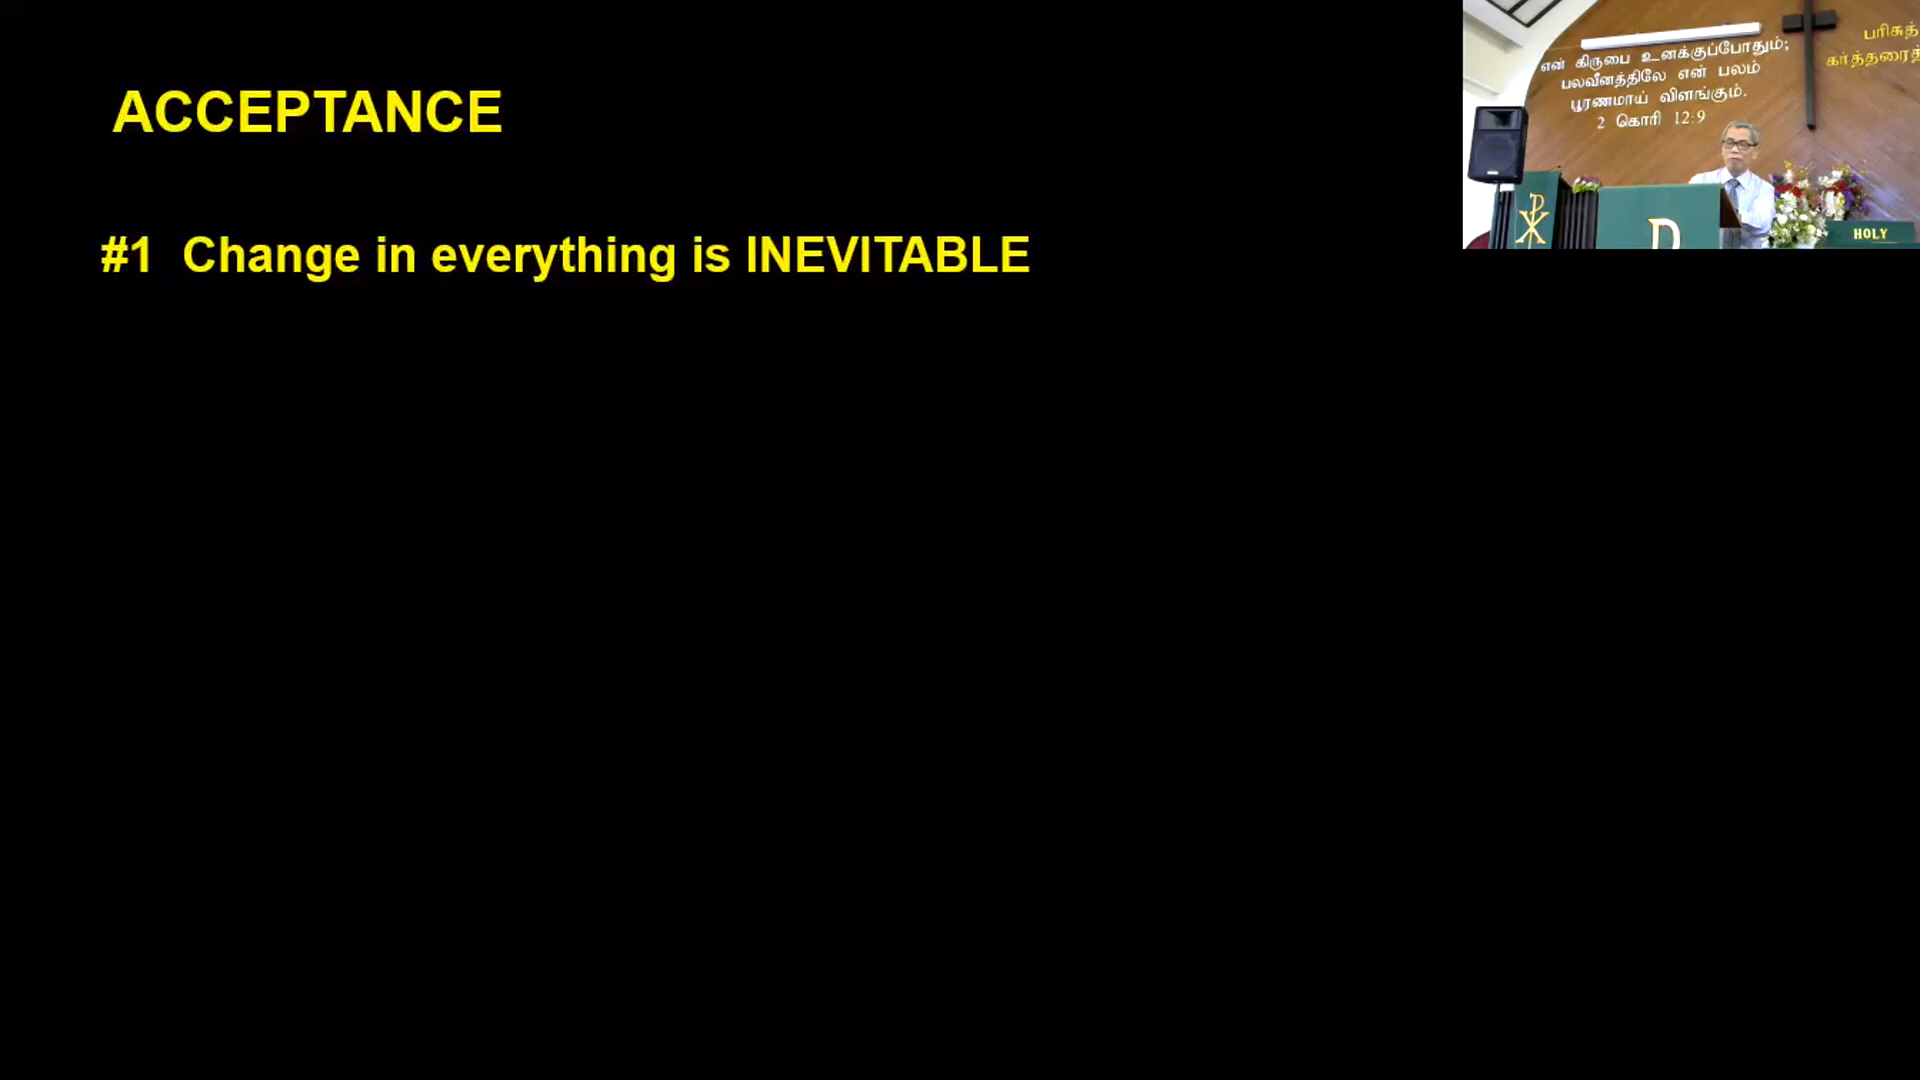 ACCEPTANCE
#1 Change in everything is INEVITABLE
என் கிருபை உனக்குப்போதும்;
பலவீனத்திலே என் பலம்
பூரணமாய் விளங்கும்.
2 கொரி 12:9
HOLY